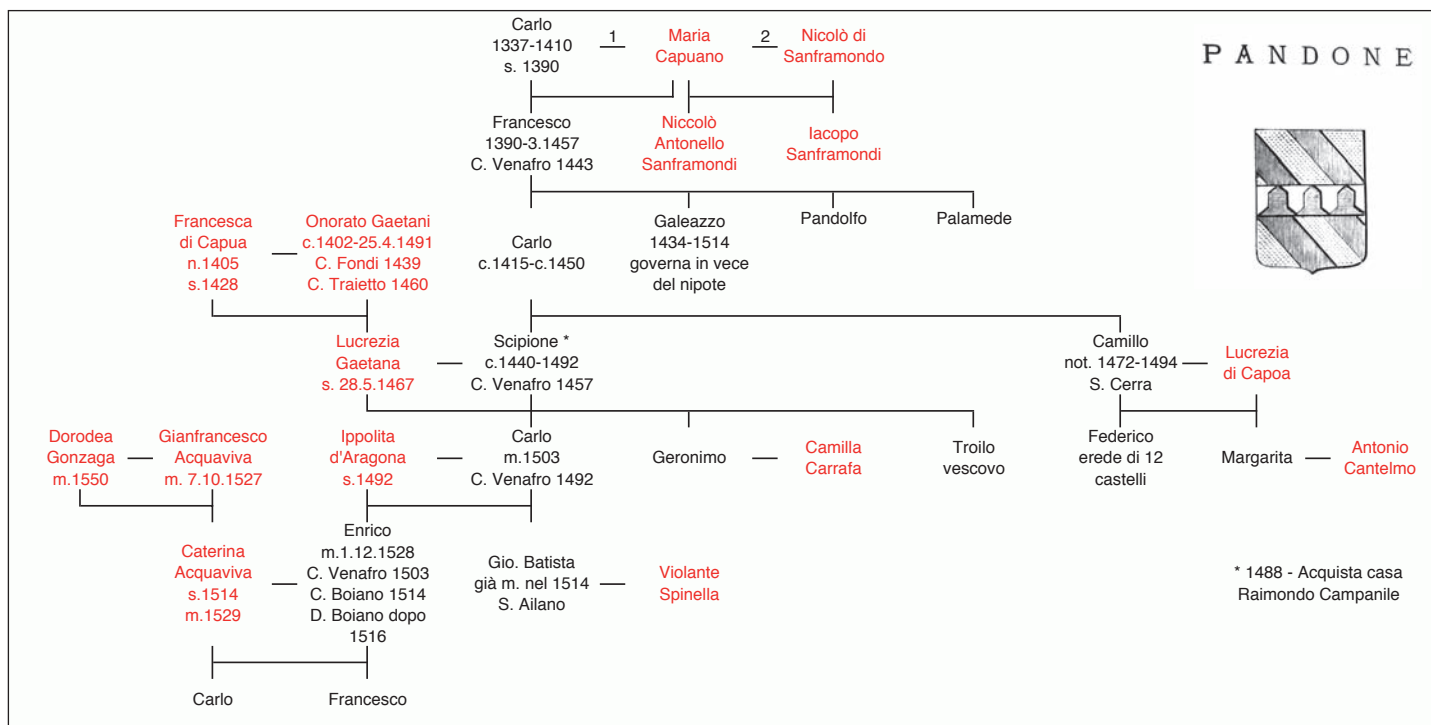 PANDONE
Carlo
1337-1410
s. 1390
1
Maria
Capuano
2
Nicolò di
Sanframondo
Francesco
1390-3.1457
C. Venafro 1443
Niccolò
Antonello
Sanframondi
Iacopo
Sanframondi
Francesca
di Capua
n.1405
s.1428
Onorato Gaetani
c.1402-25.4.1491
C. Fondi 1439
C. Traietto 1460
Carlo
c.1415-c.1450
Galeazzo
1434-1514
governa in vece
del nipote
Pandolfo
Palamede
Lucrezia
Gaetana
s. 28.5.1467
Scipione *
c.1440-1492
C. Venafro 1457
Camillo
not. 1472-1494
S. Cerra
Lucrezia
di Capoa
Dorodea
Gonzaga
m.1550
Gianfrancesco
Acquaviva
m. 7.10.1527
Ippolita
d'Aragona
s.1492
Carlo
m.1503
C. Venafro 1492
Geronimo
Camilla
Carrafa
Troilo
vescovo
Federico
erede di 12
castelli
Margarita
Antonio
Cantelmo
Caterina
Acquaviva
s.1514
m.1529
Enrico
m.1.12.1528
C. Venafro 1503
C. Boiano 1514
D. Boiano dopo
1516
Gio. Batista
già m. nel 1514
S. Ailano
Violante
Spinella
* 1488 - Acquista casa
Raimondo Campanile
Carlo
Francesco